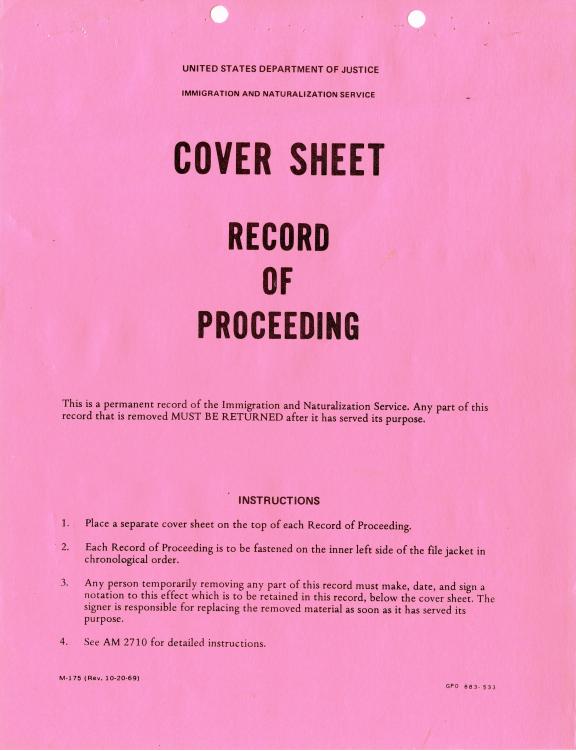 UNITED STATES DEPARTMENT OF JUSTICE
IMMIGRATION AND NATURALIZATION SERVICE
COVER SHEET
RECORD
OF
PROCEEDING
This is a permanent record of the Immigration and Naturalization Service. Any part of this
record that is removed MUST BE RETURNED after it has served its purpose.
INSTRUCTIONS
1. Place a separate cover sheet on the top of each Record of Proceeding.
2. Each Record of Proceeding is to be fastened on the inner left side of the file jacket in
chronological order.
3. Any person temporarily removing any part of this record must make, date, and sign a
notation to this effect which is to be retained in this record, below the cover sheet. The
signer is responsible for replacing the removed material as soon as it has served its
purpose.
4. See AM 2710 for detailed instructions.
M-175 (Rev. 10-20-69)
GPO 883-533